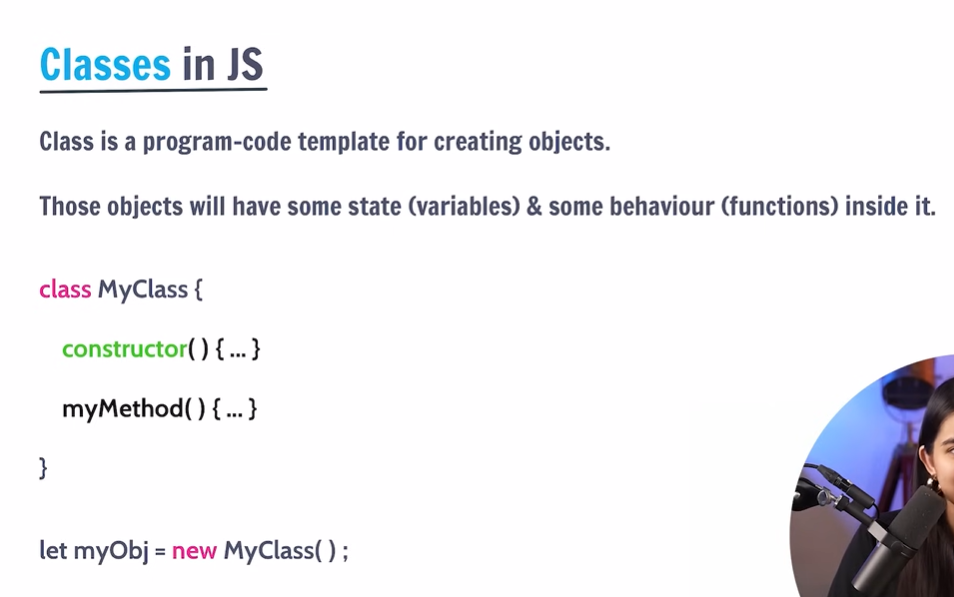 Classes in JS
Class is a program-code template for creating objects.
Those objects will have some state (variables) & some behaviour (functions) inside it.
class MyClass {
constructor( ) { ... }
myMethod( ) { ... }
}
let myObj = new MyClass( ) ;